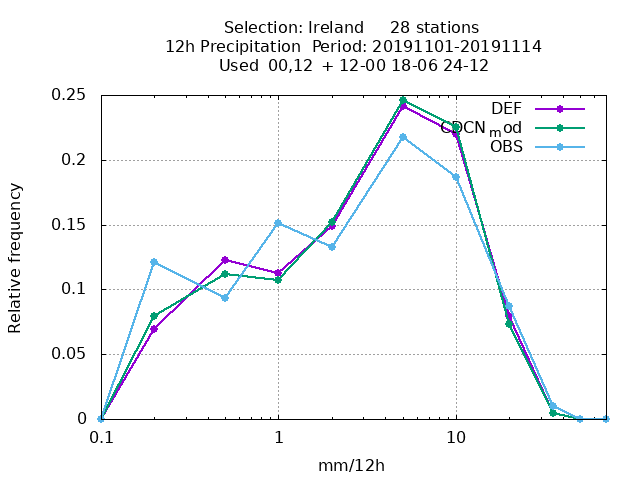 Selection: Ireland 28 stations
12h Precipitation Period: 20191101-20191114
Used 00,12 + 12-00 18-06 24-12
0.25
0.2
0.15
0.1
0.05
0
Relative frequency
DEF
CDCN_mod
OBS
0.1 1 10
mm/12h